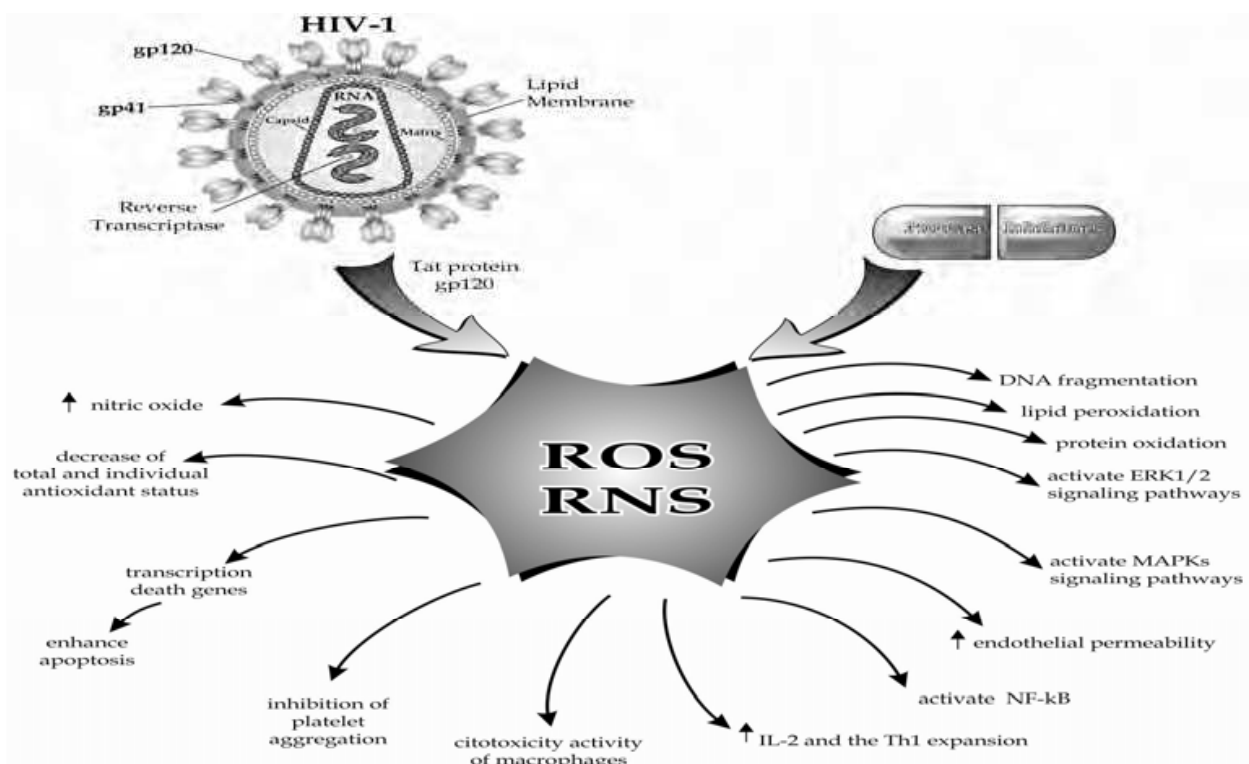 HIV-1
gp120
gp41
Lipid
Membrane
RNA
Capsid
Matrix
Reverse
Transcriptase
Tat protein
gp120
ROS
RNS
↑ nitric oxide
decrease of
total and individual
antioxidant status
transcription
death genes
enhance
apoptosis
inhibition of
platelet
aggregation
citotoxicity activity
of macrophages
↑ IL-2 and the Th1 expansion
activate NF-kB
↑ endothelial permeability
activate MAPKs
signaling pathways
activate ERK1/2
signaling pathways
protein oxidation
lipid peroxidation
DNA fragmentation